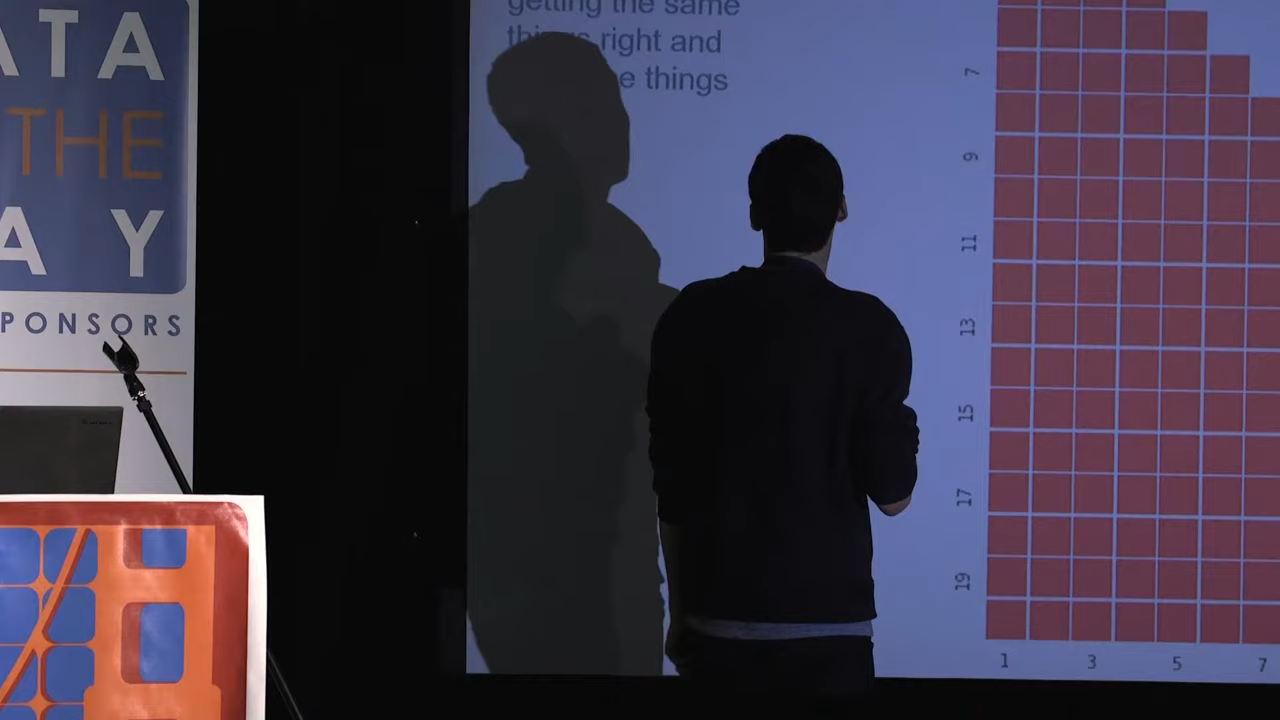 ATA
THE
A Y
PONSORS
getting the same
things right and
e things
7
9
11
13
15
17
19
1 3 5 7